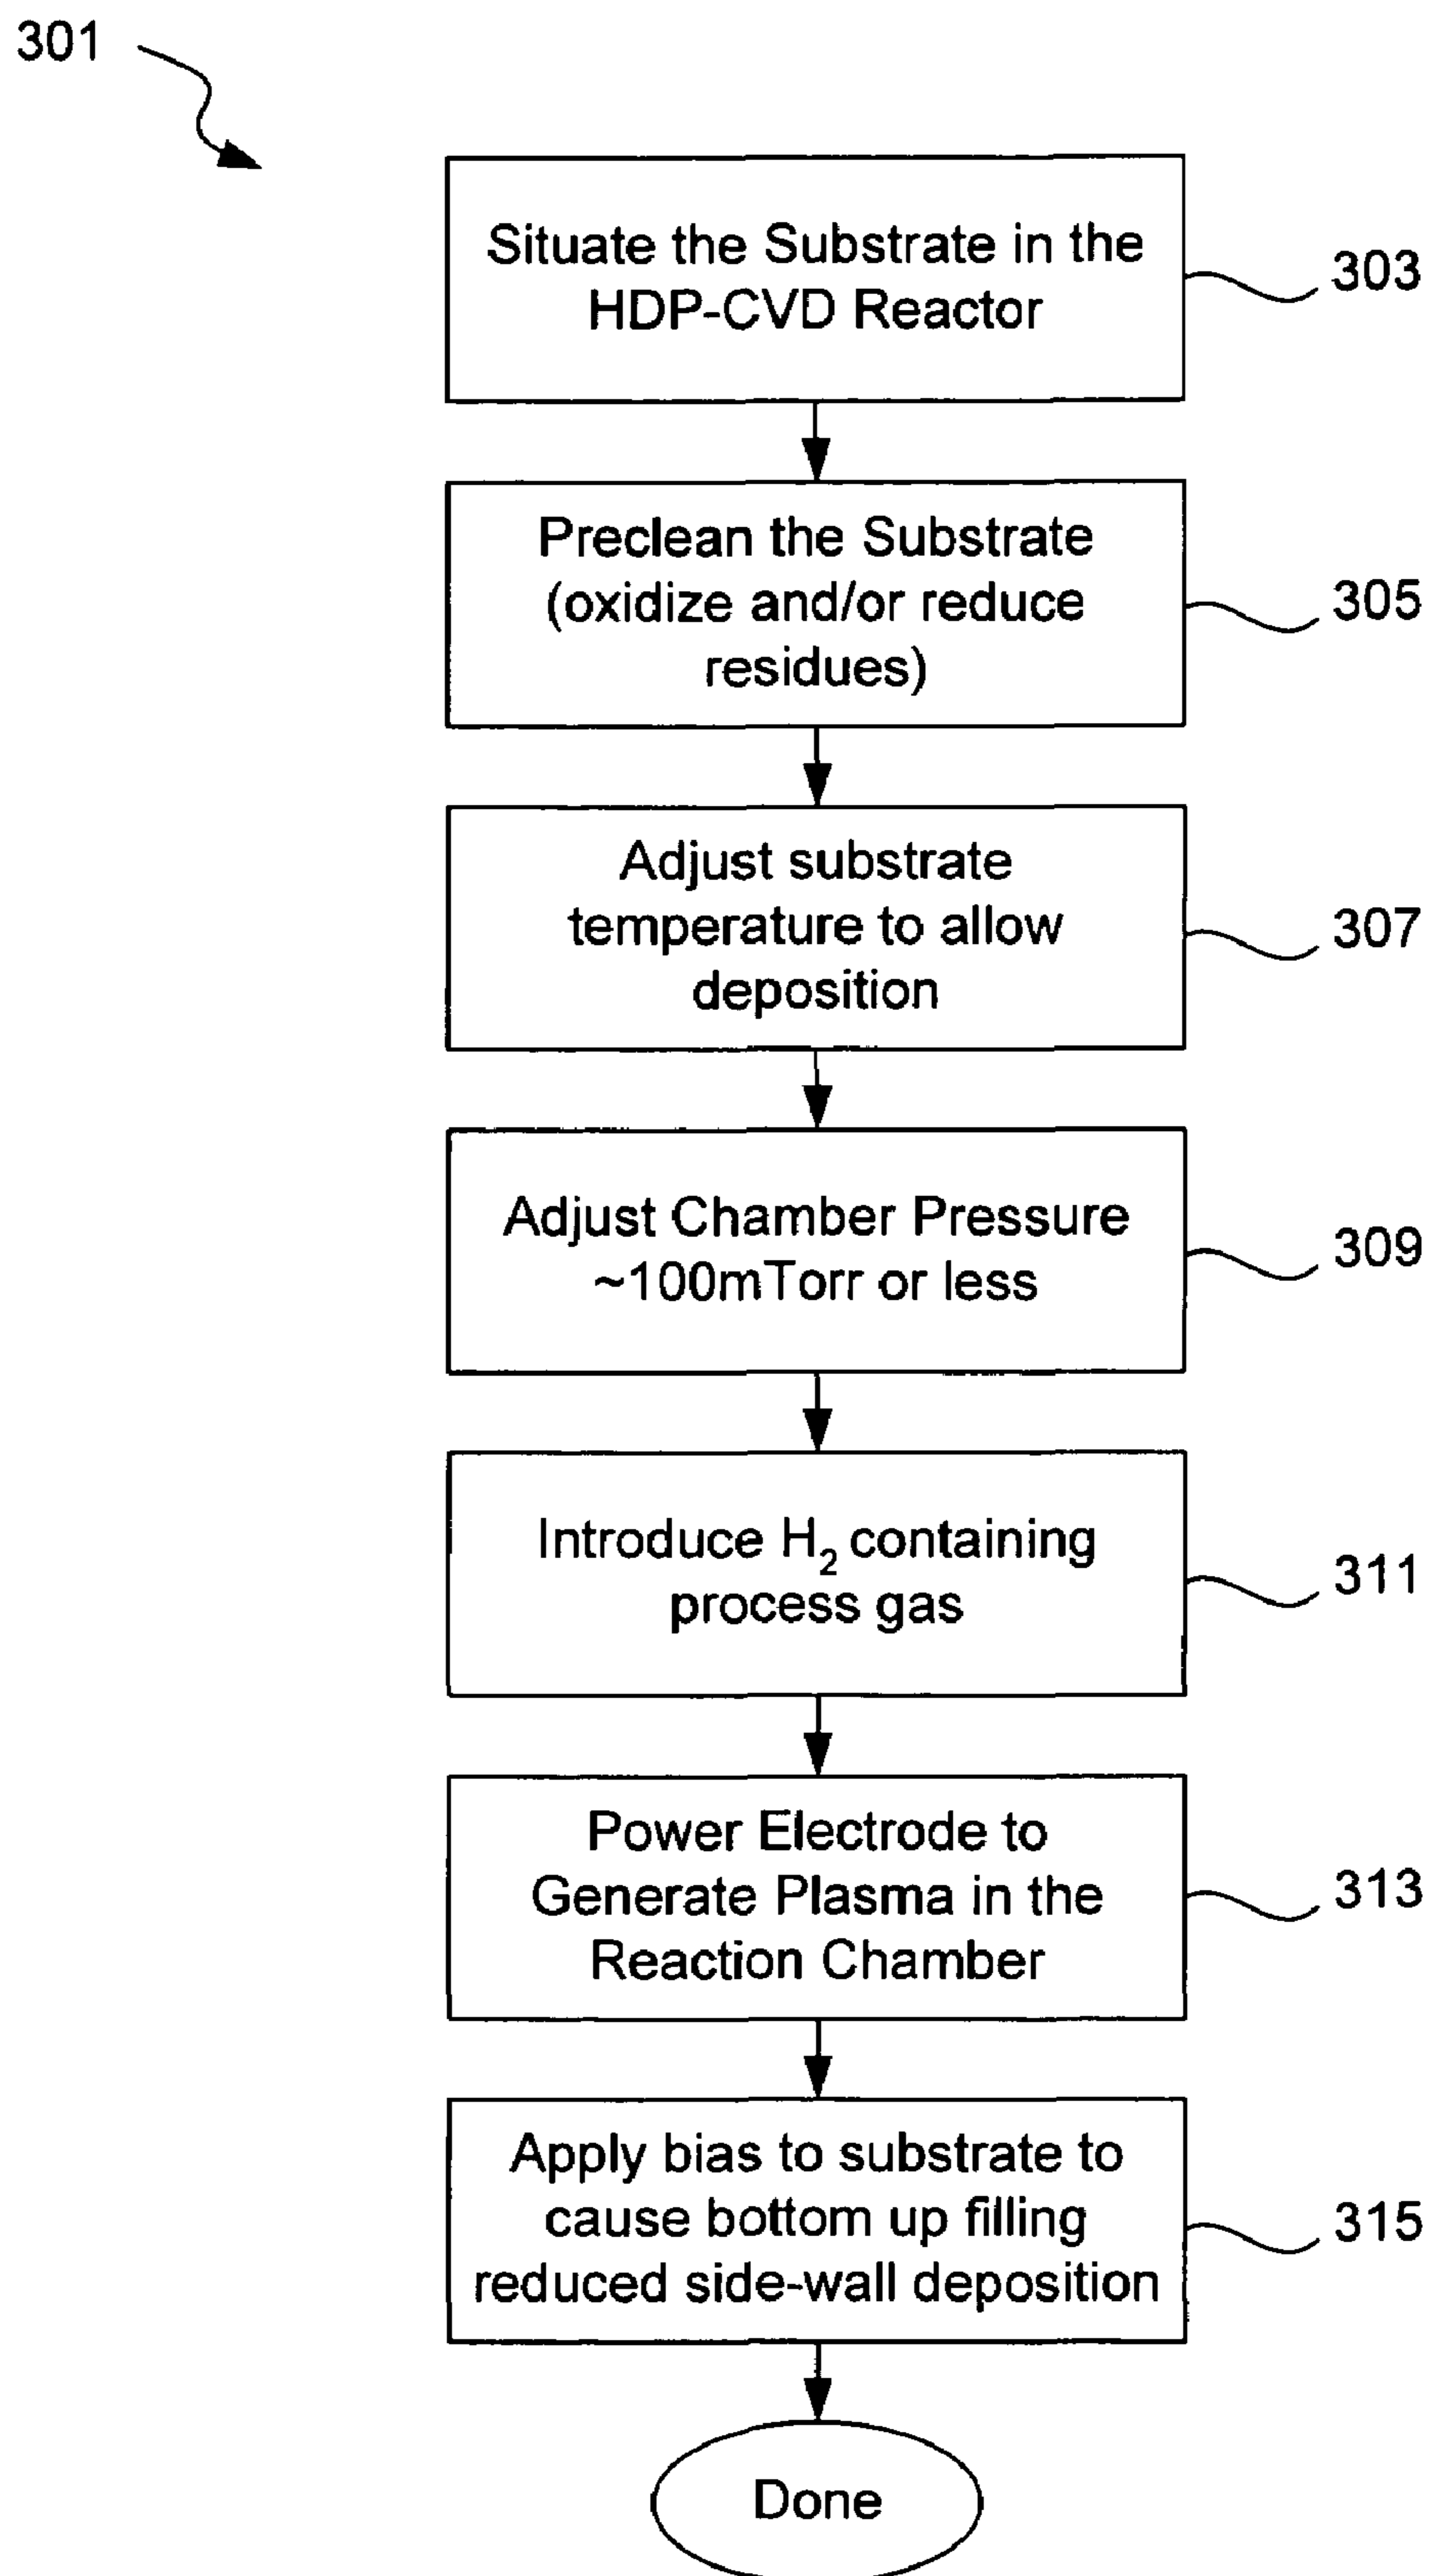 301
Situate the Substrate in the
HDP-CVD Reactor
303
Preclean the Substrate
(oxidize and/or reduce
residues)
305
Adjust substrate
temperature to allow
deposition
307
Adjust Chamber Pressure
~100mTorr or less
309
Introduce H₂ containing
process gas
311
Power Electrode to
Generate Plasma in the
Reaction Chamber
313
Apply bias to substrate to
cause bottom up filling
reduced side-wall deposition
315
Done